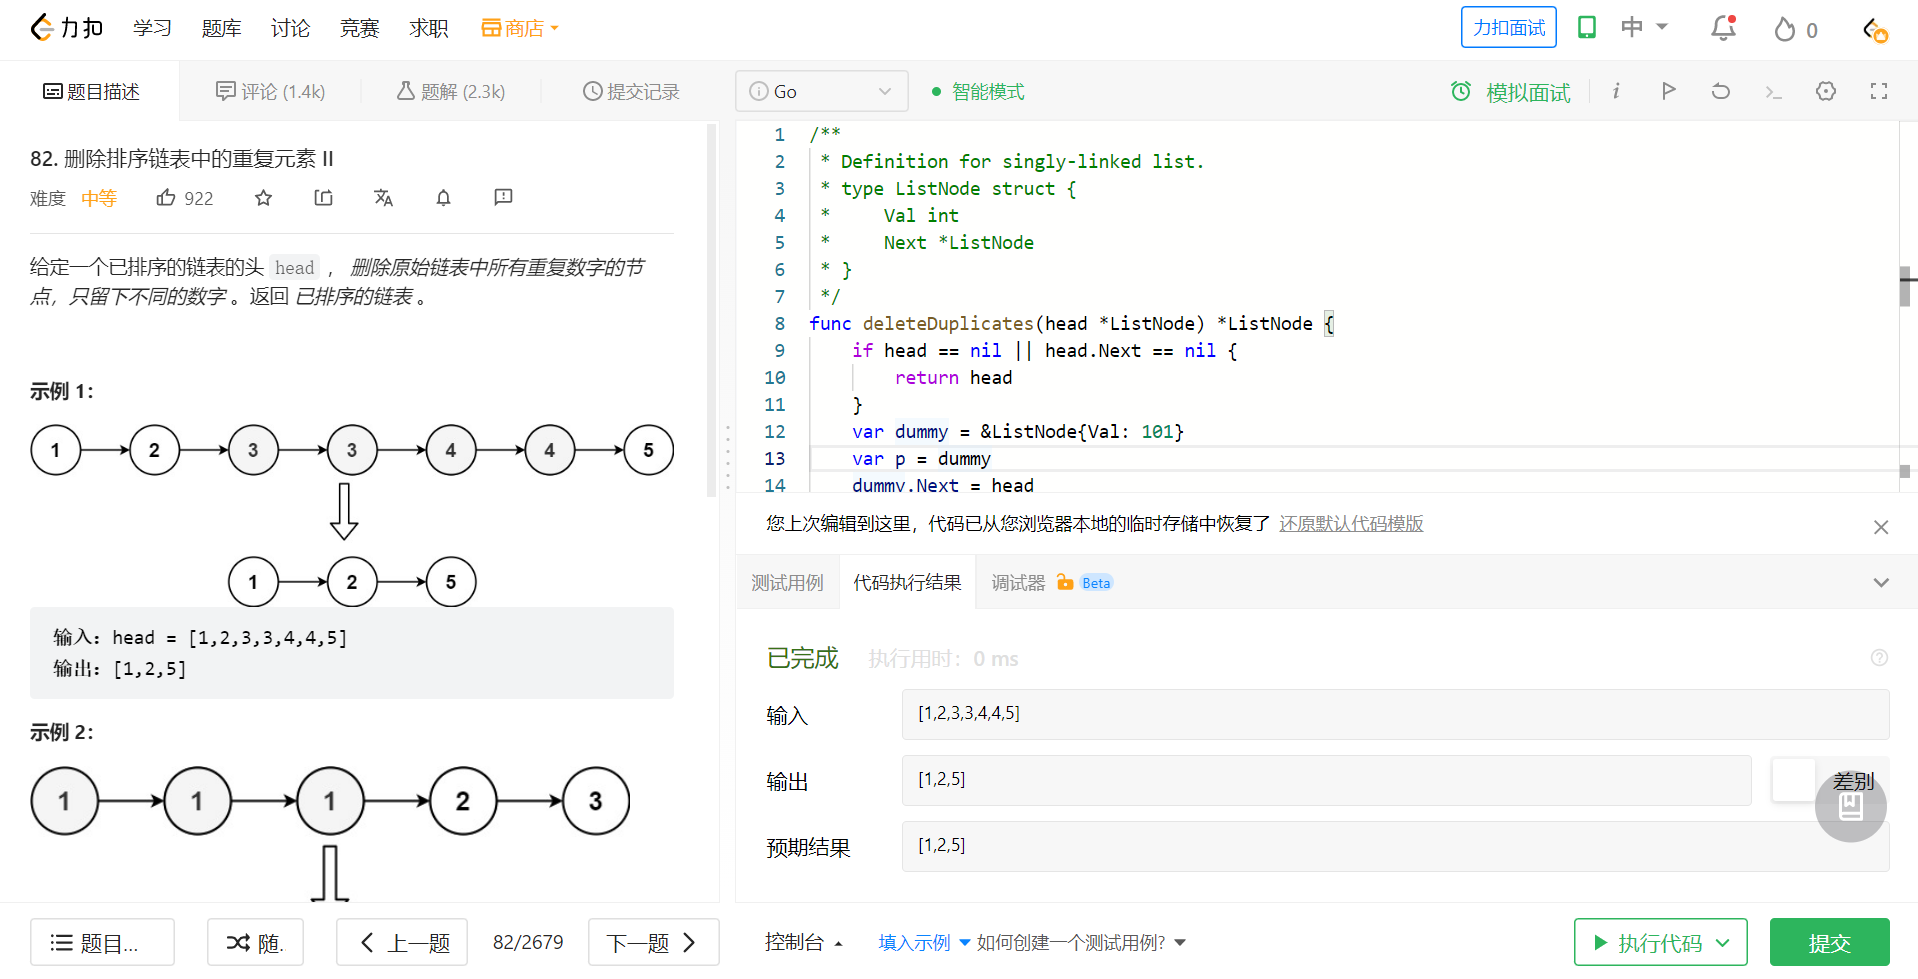 力扣 学习 题库 讨论 竞赛 求职 商店 力扣面试 中 0
题目描述 评论 (1.4k) 题解 (2.3k) 提交记录
82. 删除排序链表中的重复元素 II
难度 中等 922
给定一个已排序的链表的头 head ， 删除原始链表中所有重复数字的节
点，只留下不同的数字 。返回 已排序的链表 。
示例 1：
1 2 3 3 4 4 5
1 2 5
输入：head = [1,2,3,3,4,4,5]
输出：[1,2,5]
示例 2：
1 1 1 2 3
题目... 随. 上一题 82/2679 下一题
Go 智能模式 模拟面试
1 /**
2 * Definition for singly-linked list.
3 * type ListNode struct {
4 *     Val int
5 *     Next *ListNode
6 * }
7 */
8 func deleteDuplicates(head *ListNode) *ListNode {
9     if head == nil || head.Next == nil {
10         return head
11     }
12     var dummy = &ListNode{Val: 101}
13     var p = dummy
14     dummy.Next = head
您上次编辑到这里，代码已从您浏览器本地的临时存储中恢复了 还原默认代码模版
测试用例 代码执行结果 调试器 Beta
已完成 执行用时：0 ms
输入 [1,2,3,3,4,4,5]
输出 [1,2,5] 差别
预期结果 [1,2,5]
控制台 填入示例 如何创建一个测试用例? 执行代码 提交